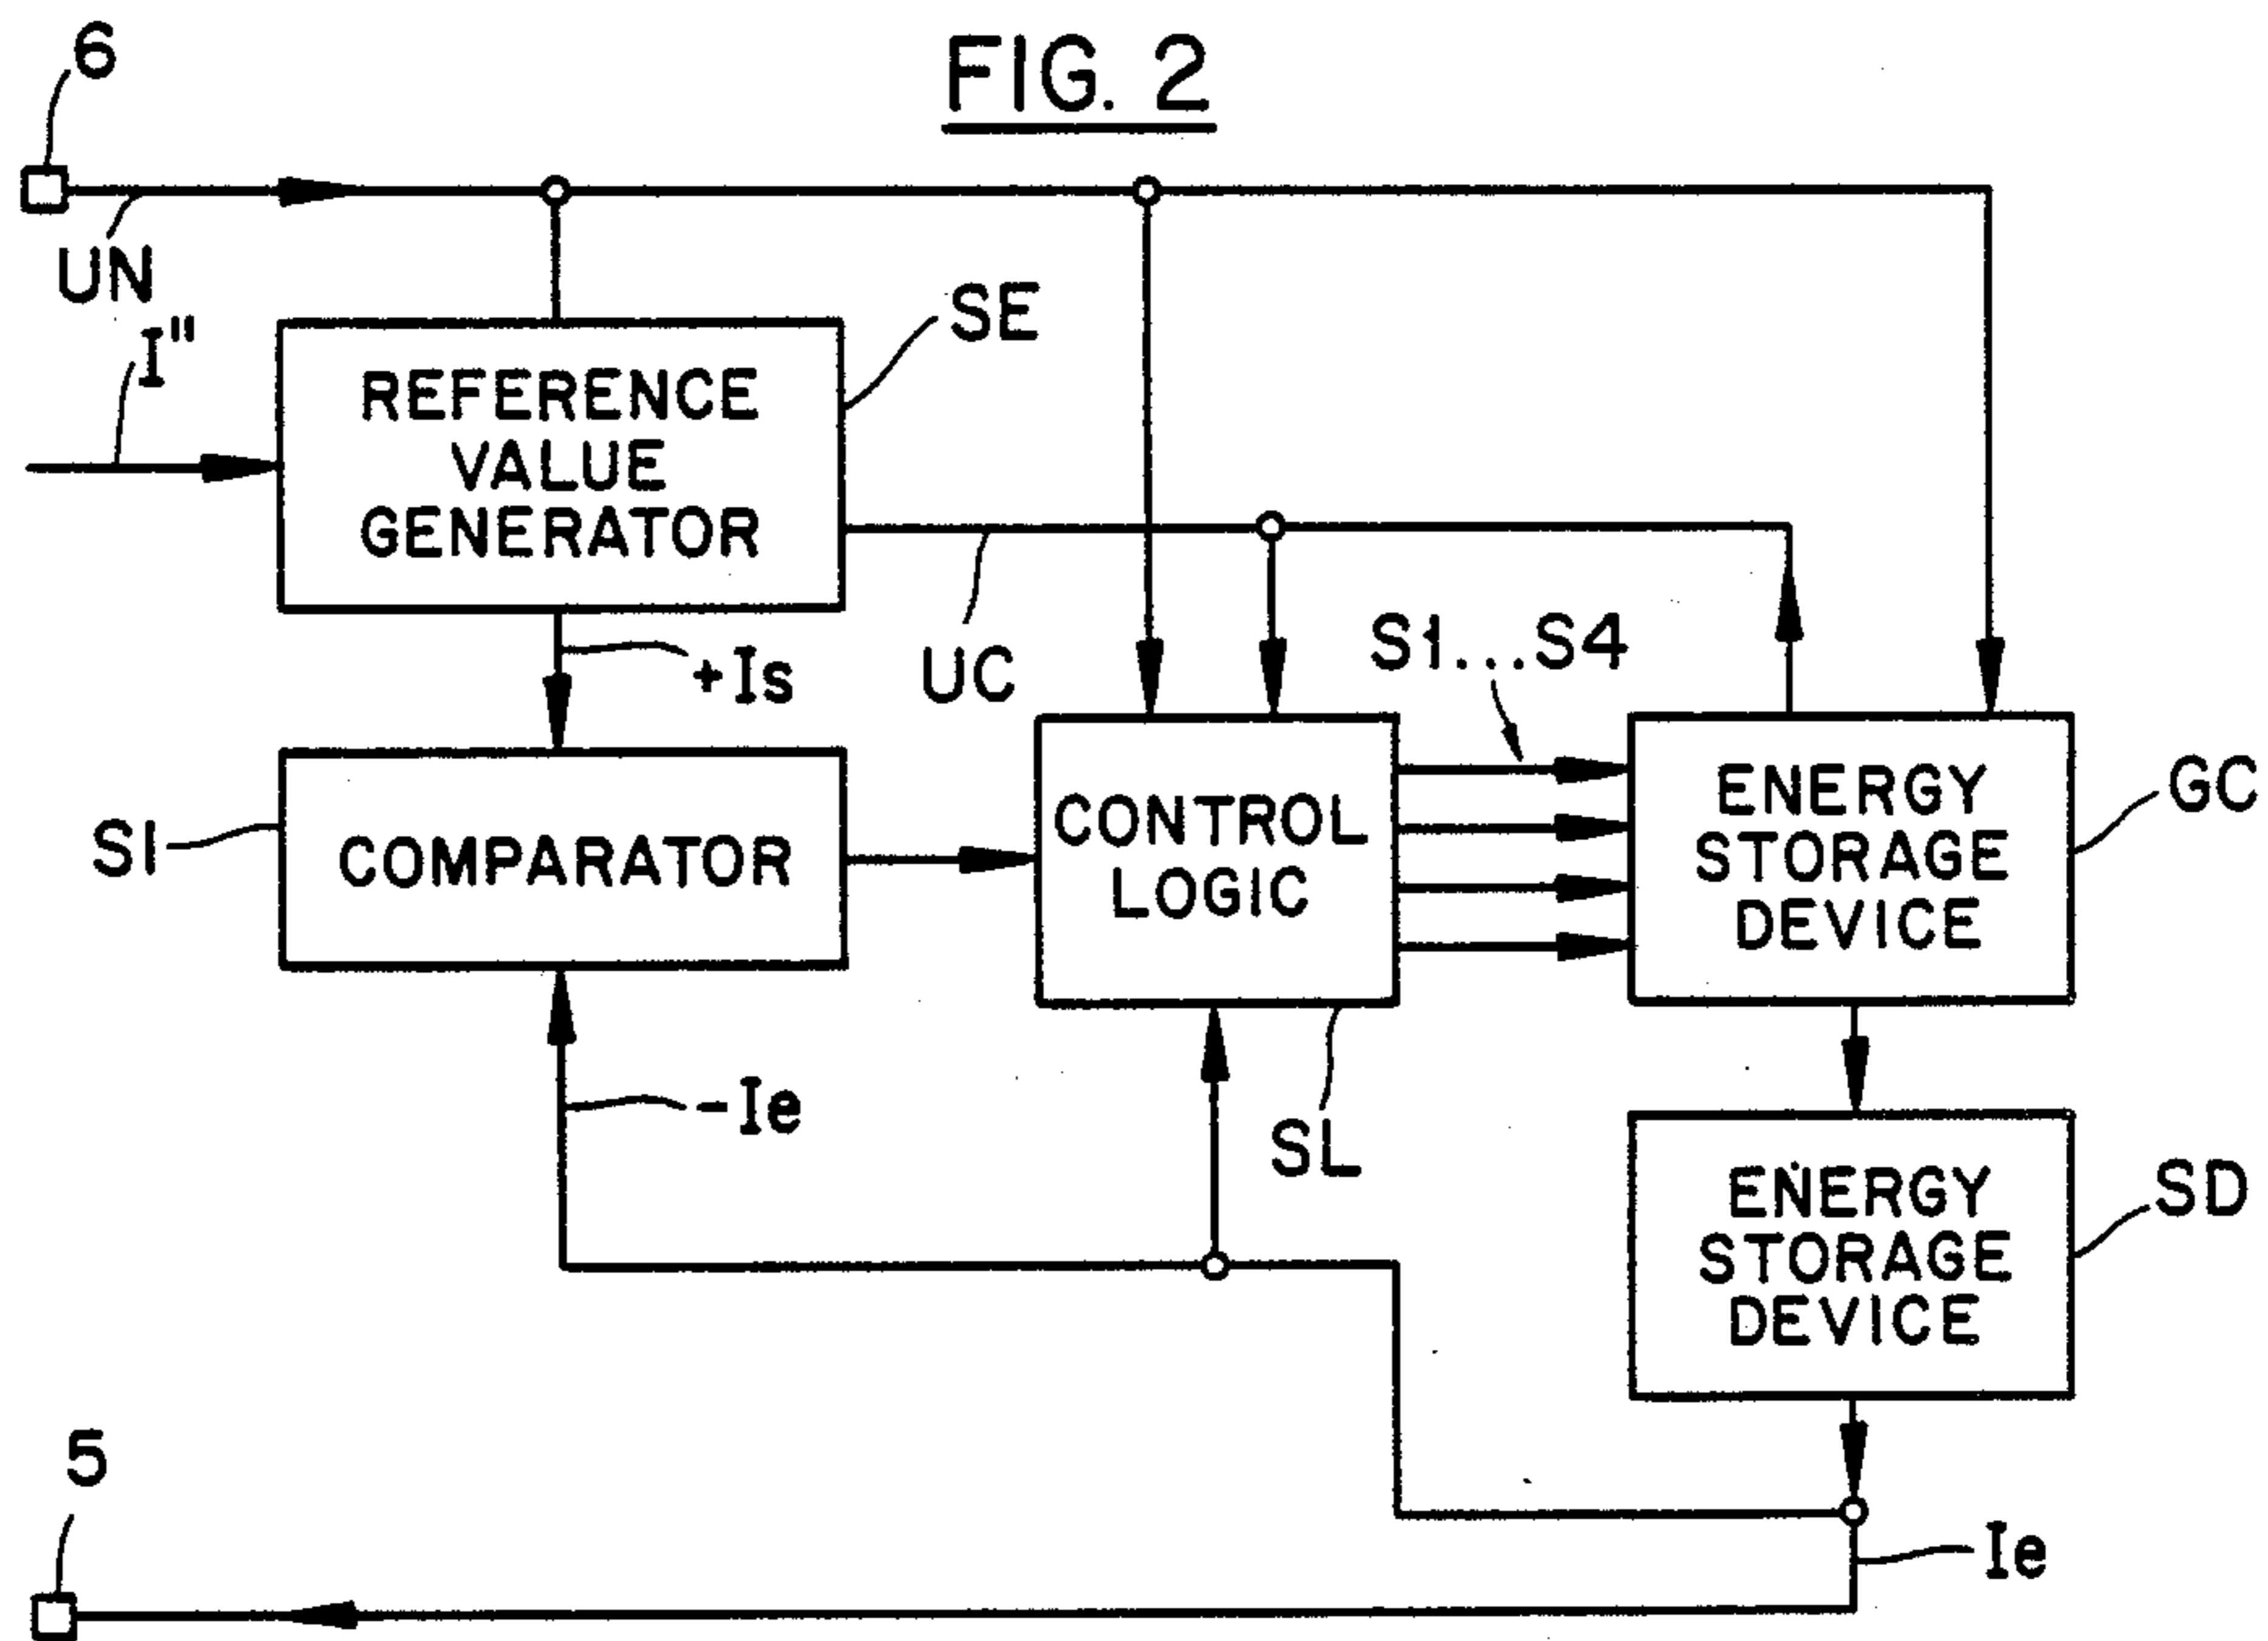 FIG. 2
6
UN
I"
SE
REFERENCE
VALUE
GENERATOR
+Is
UC
S1...S4
SI
COMPARATOR
CONTROL
LOGIC
ENERGY
STORAGE
DEVICE
GC
-Ie
SL
ENERGY
STORAGE
DEVICE
SD
5
Ie